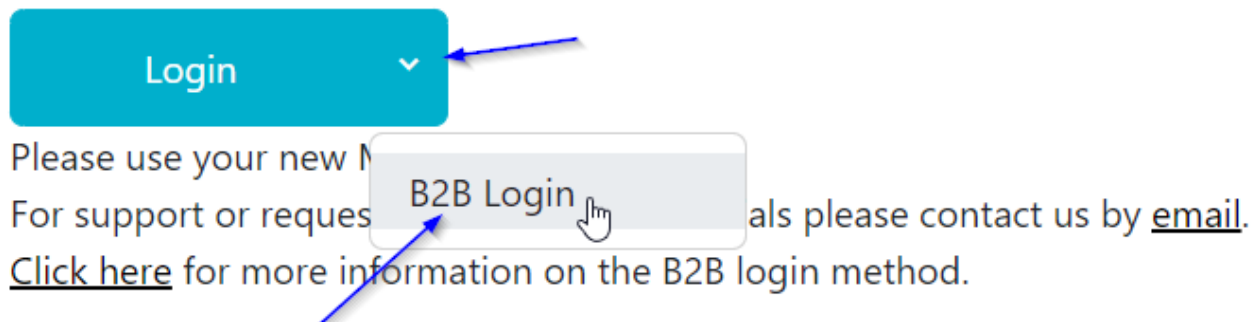 Login
Please use your new
B2B Login
For support or reques als please contact us by email.
Click here for more information on the B2B login method.